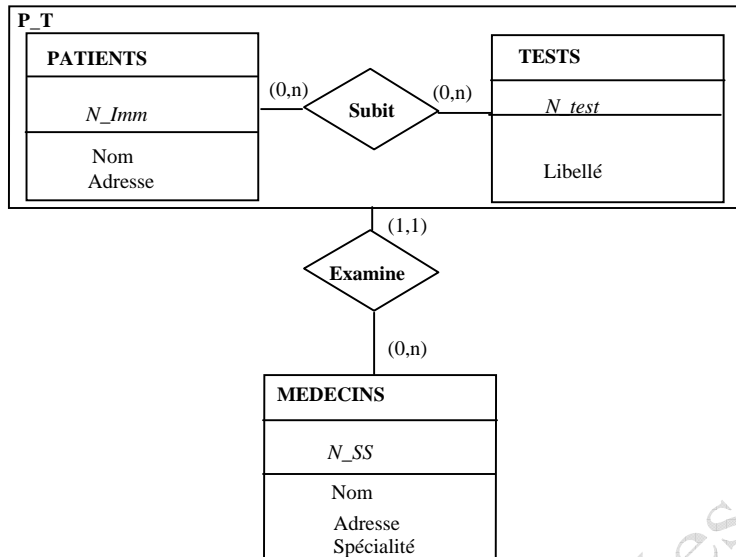 P_T
PATIENTS
N_Imm
Nom
Adresse
(0,n)
Subit
(0,n)
TESTS
N_test
Libellé
(1,1)
Examine
(0,n)
MEDECINS
N_SS
Nom
Adresse
Spécialité